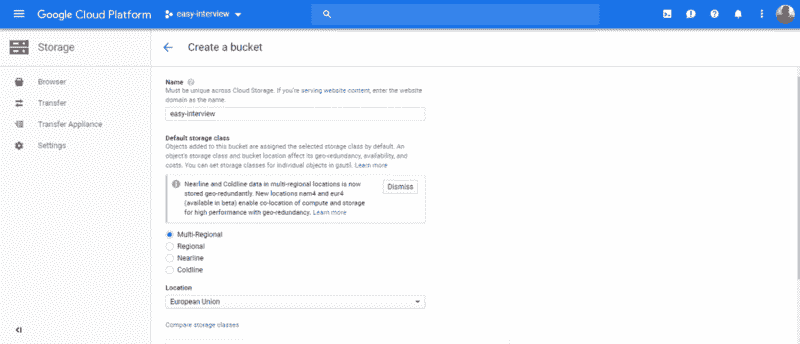 Google Cloud Platform easy-interview
Storage
Create a bucket
Browser
Transfer
Transfer Appliance
Settings
Name
Must be unique across Cloud Storage. If you're serving website content, enter the website
domain as the name.
easy-interview
Default storage class
Objects added to this bucket are assigned the selected storage class by default. An
object's storage class and bucket location affect its geo-redundancy, availability, and
costs. You can set storage classes for individual objects in gsutil. Learn more
Nearline and Coldline data in multi-regional locations is now
stored geo-redundantly. New locations nam4 and eur4
(available in beta) enable co-location of compute and storage
for high performance with geo-redundancy. Learn more
Dismiss
Multi-Regional
Regional
Nearline
Coldline
Location
European Union
Compare storage classes